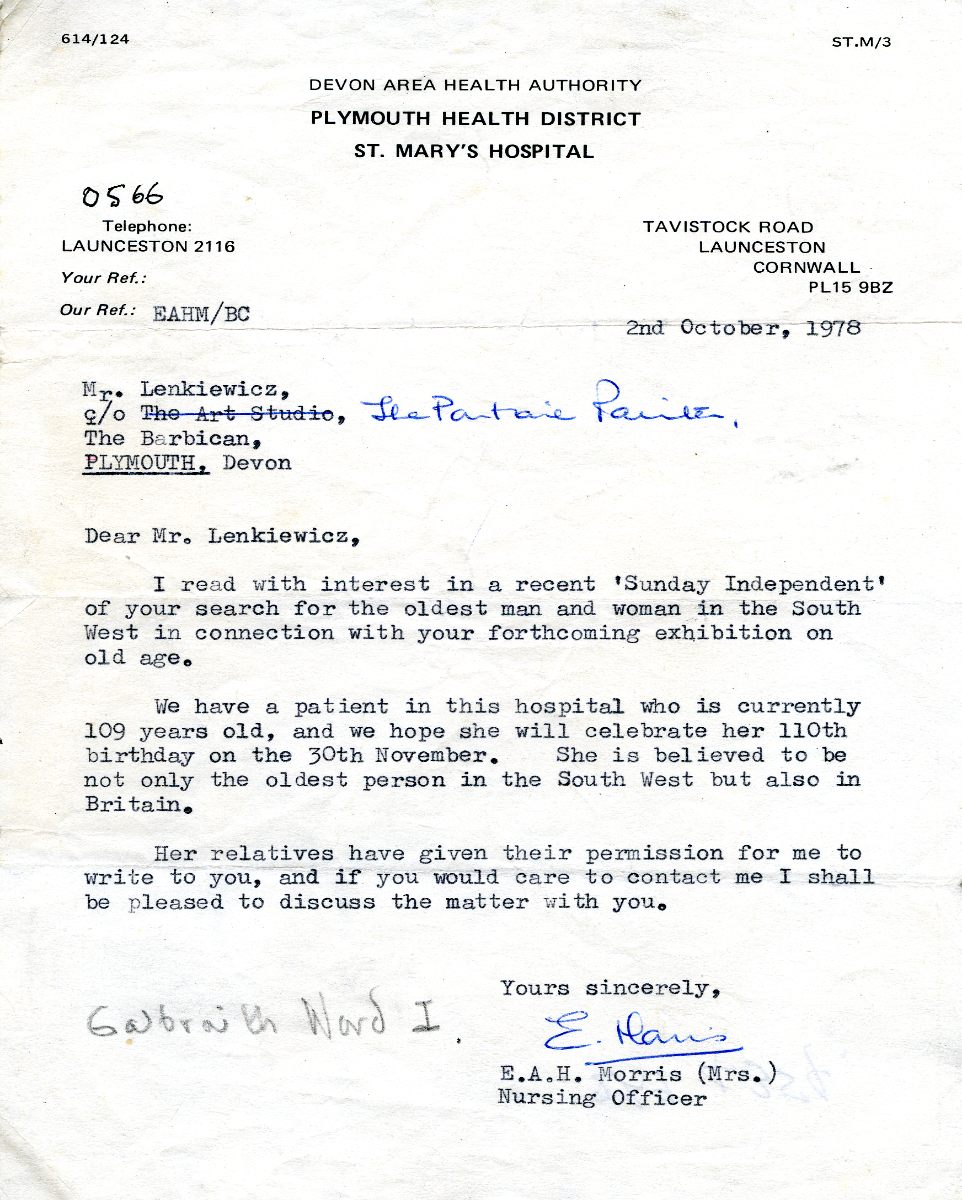 614/124
ST.M/3
DEVON AREA HEALTH AUTHORITY
PLYMOUTH HEALTH DISTRICT
ST. MARY'S HOSPITAL
0566
Telephone:
LAUNCESTON 2116
Your Ref.:
Our Ref.: EAHM/BC
TAVISTOCK ROAD
LAUNCESTON
CORNWALL
PL15 9BZ
2nd October, 1978
Mr. Lenkiewicz,
c/o The Art Studio, The Portrait Painter,
The Barbican,
PLYMOUTH, Devon
Dear Mr. Lenkiewicz,
I read with interest in a recent 'Sunday Independent'
of your search for the oldest man and woman in the South
West in connection with your forthcoming exhibition on
old age.
We have a patient in this hospital who is currently
109 years old, and we hope she will celebrate her 110th
birthday on the 30th November. She is believed to be
not only the oldest person in the South West but also in
Britain.
Her relatives have given their permission for me to
write to you, and if you would care to contact me I shall
be pleased to discuss the matter with you.
Yours sincerely,
Galbraith Ward I
E. Morris
E.A.H. Morris (Mrs.)
Nursing Officer